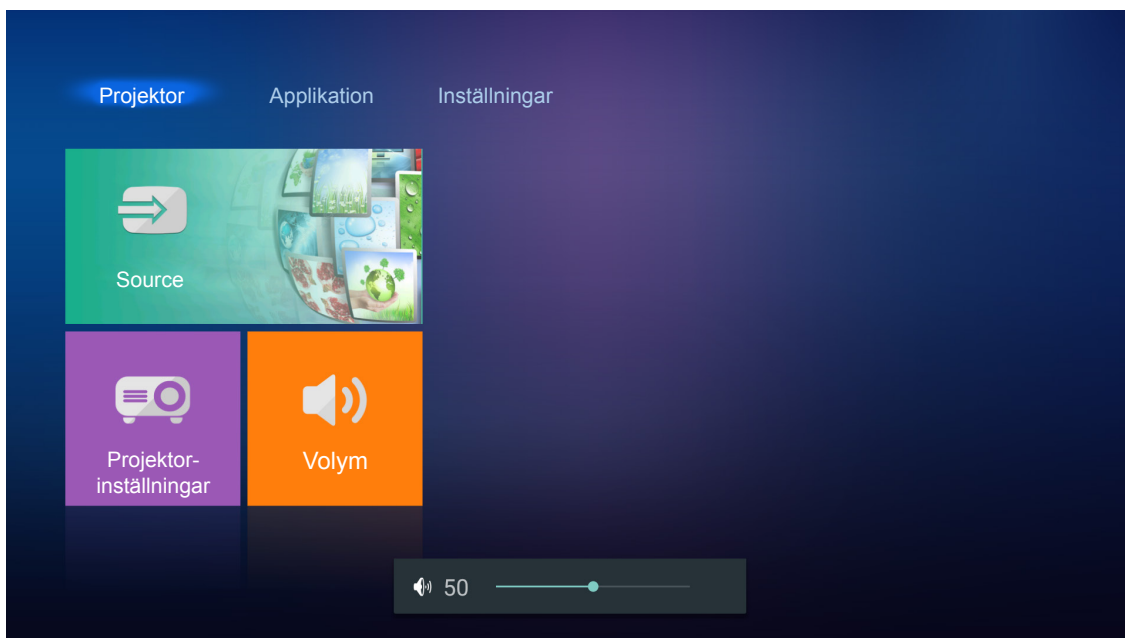 Projektor
Applikation
Inställningar
Source
Projektor-
inställningar
Volym
50